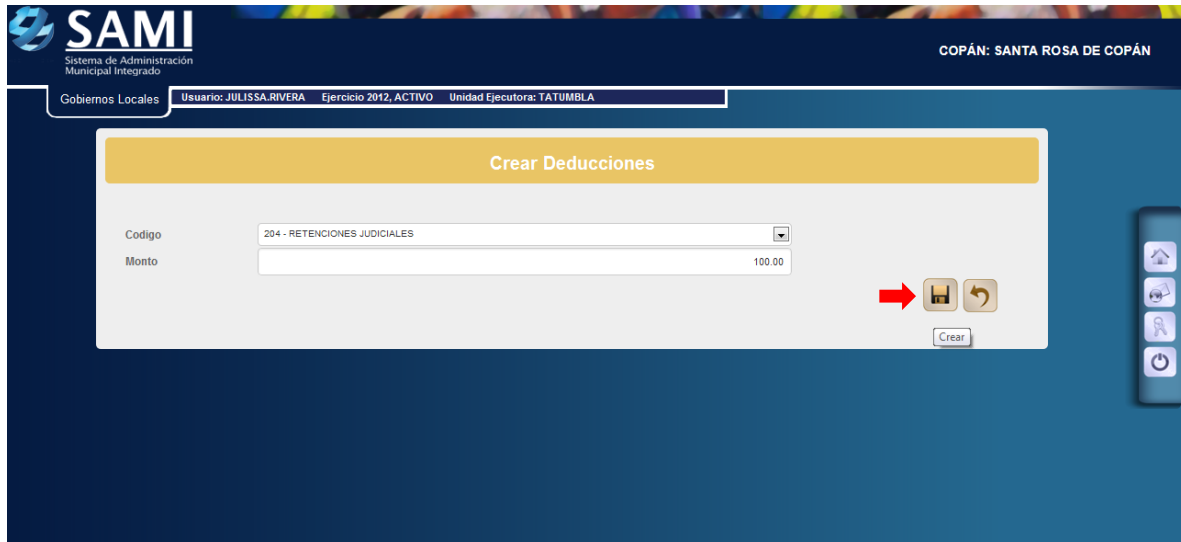 SAMI
Sistema de Administración
Municipal Integrado
COPÁN: SANTA ROSA DE COPÁN
Gobiernos Locales
Usuario: JULISSA.RIVERA Ejercicio 2012, ACTIVO Unidad Ejecutora: TATUMBLA
Crear Deducciones
Codigo 204 - RETENCIONES JUDICIALES
Monto 100.00
Crear